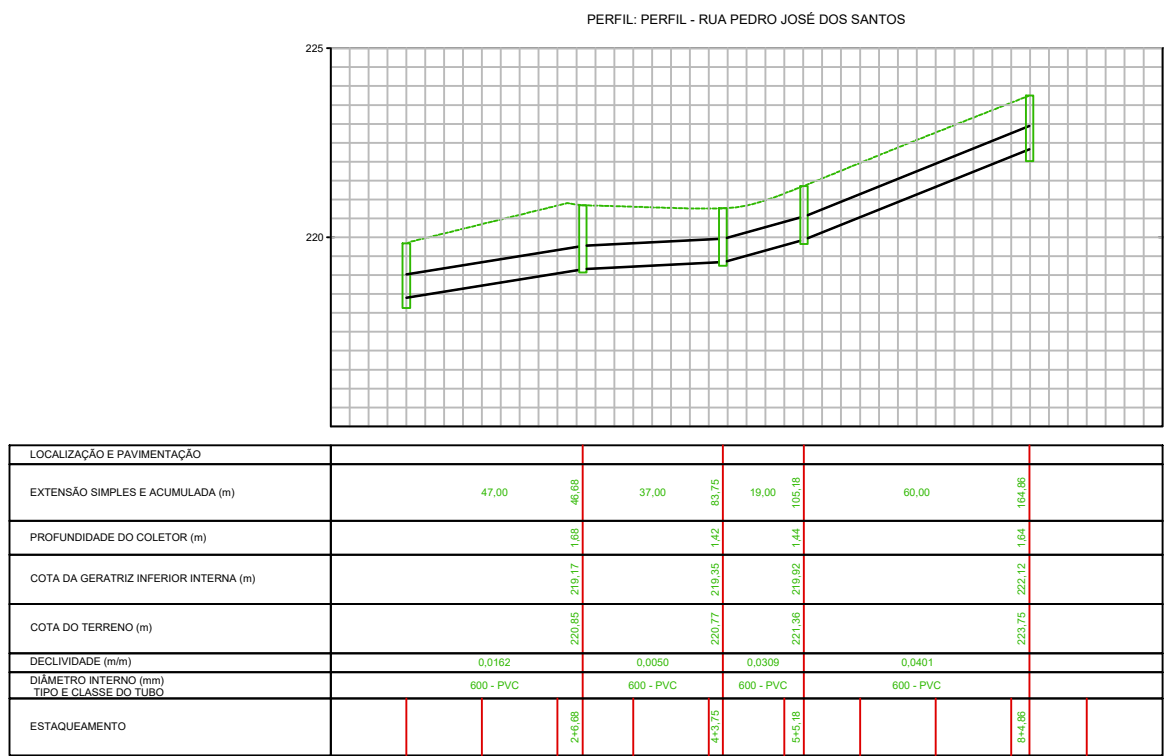 PERFIL: PERFIL - RUA PEDRO JOSÉ DOS SANTOS
225
220
LOCALIZAÇÃO E PAVIMENTAÇÃO
EXTENSÃO SIMPLES E ACUMULADA (m) 47,00 46,68 37,00 83,75 19,00 105,18 60,00 164,86
PROFUNDIDADE DO COLETOR (m) 1,68 1,42 1,44 1,64
COTA DA GERATRIZ INFERIOR INTERNA (m) 219,17 219,35 219,92 222,12
COTA DO TERRENO (m) 220,85 220,77 221,36 223,75
DECLIVIDADE (m/m) 0,0162 0,0050 0,0309 0,0401
DIÂMETRO INTERNO (mm)
TIPO E CLASSE DO TUBO 600 - PVC 600 - PVC 600 - PVC 600 - PVC
ESTAQUEAMENTO 2+6,68 4+3,75 5+5,18 8+4,86